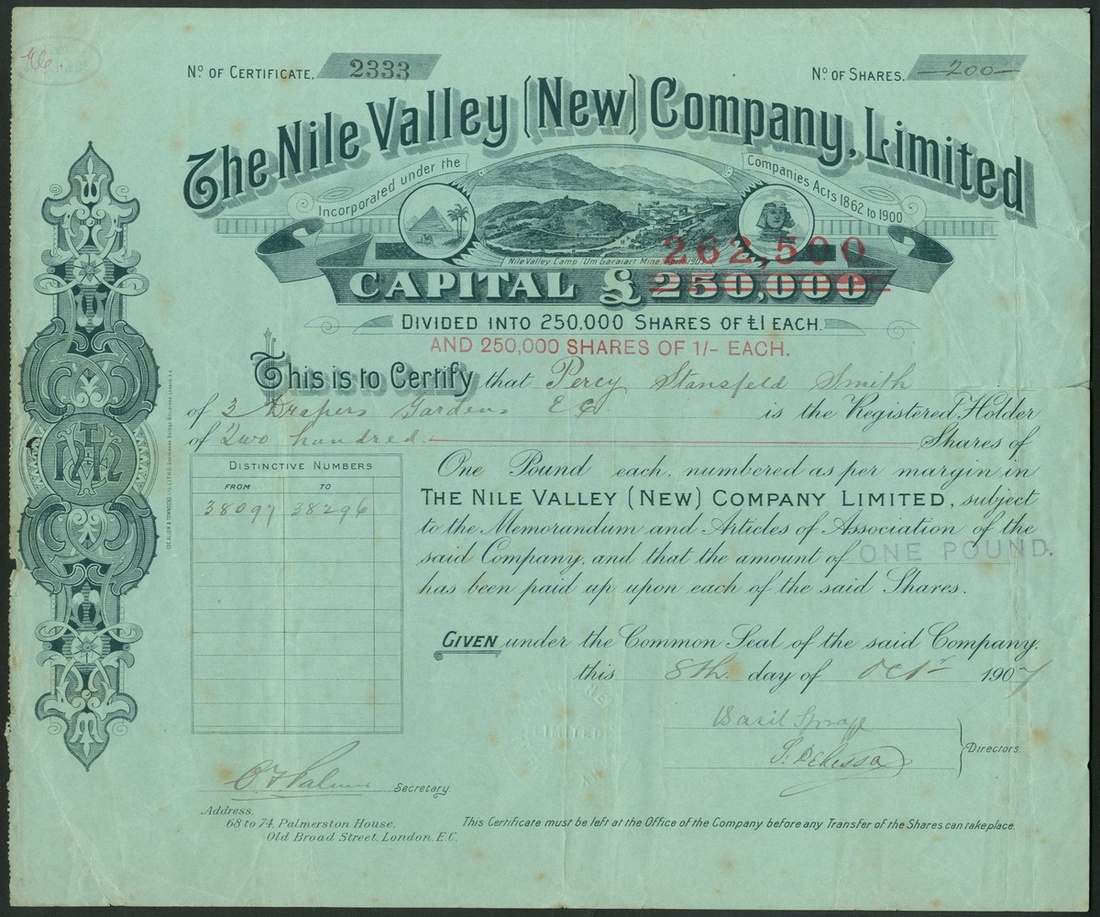 No. OF CERTIFICATE. 2333
No. OF SHARES. 200
The Nile Valley (New) Company, Limited
Incorporated under the Companies Acts 1862 to 1900
Nile Valley Camp (Um Garaiart Mine
262,500
CAPITAL £ 250,000
DIVIDED INTO 250,000 SHARES OF £1 EACH.
AND 250,000 SHARES OF 1/- EACH.
This is to Certify that Percy Stansfeld Smith
of 3 Drapers Gardens E.C. is the Registered Holder
of Two hundred Shares of
One Pound each, numbered as per margin in
THE NILE VALLEY (NEW) COMPANY LIMITED, subject
to the Memorandum and Articles of Association of the
said Company, and that the amount of ONE POUND.
has been paid up upon each of the said Shares.
DISTINCTIVE NUMBERS
FROM TO
38097 38296
GIVEN under the Common Seal of the said Company.
this 8th day of Octr 1907
LIMITED
Basil
Directors.
Secretary
Address,
68 to 74, Palmerston House,
Old Broad Street, London, E.C.
This Certificate must be left at the Office of the Company before any Transfer of the Shares can take place.